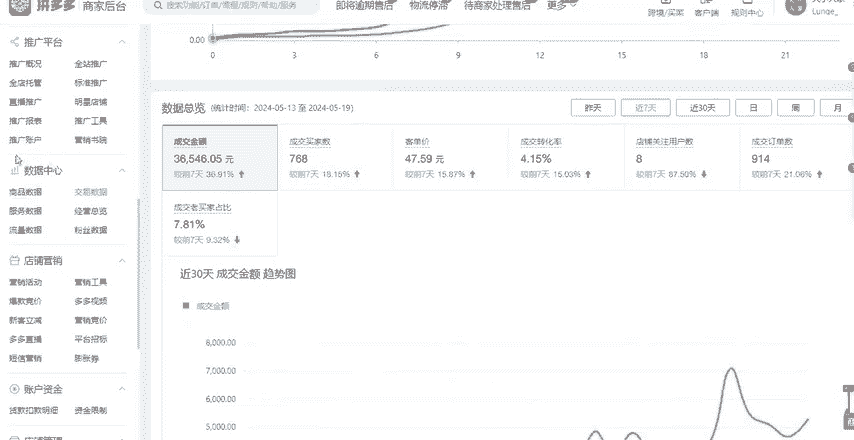 拼多多 商家后台
搜索功能/订单/课程/规则/帮助/服务
即将逾期售后
物流停滞
待商家处理售后
更多
跨境/买菜
客户端
规则中心
Lunqe_
推广平台
推广概况 全站推广
全店托管 标准推广
直播推广 明星店铺
推广报表 推广工具
推广账户 营销书院
数据中心
商品数据 交易数据
服务数据 经营总览
流量数据 粉丝数据
店铺营销
营销活动 营销工具
爆款竞价 多多视频
新客立减 营销竞价
多多直播 平台招标
短信营销 膨胀券
账户资金
货款扣款明细 资金限制
0.00
0 3 6 9 12 15 18 21
数据总览 (统计时间：2024-05-13 至 2024-05-19)
昨天 近7天 近30天 日 周 月
成交金额
36,546.05 元
较前7天 36.91%
成交买家数
768
较前7天 18.15%
客单价
47.59 元
较前7天 15.87%
成交转化率
4.15%
较前7天 15.03%
店铺关注用户数
8
较前7天 87.50%
成交订单数
914
较前7天 21.06%
成交老买家占比
7.81%
较前7天 9.32%
近30天 成交金额 趋势图
成交金额
8,000.00
7,000.00
6,000.00
5,000.00